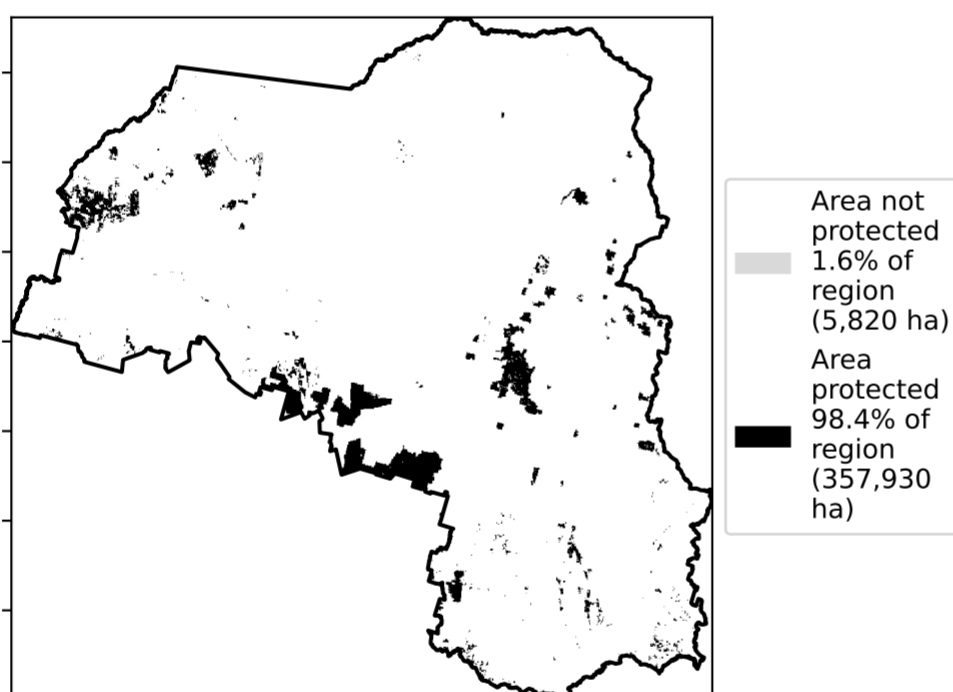 Area not
protected
1.6% of
region
(5,820 ha)
Area
protected
98.4% of
region
(357,930
ha)